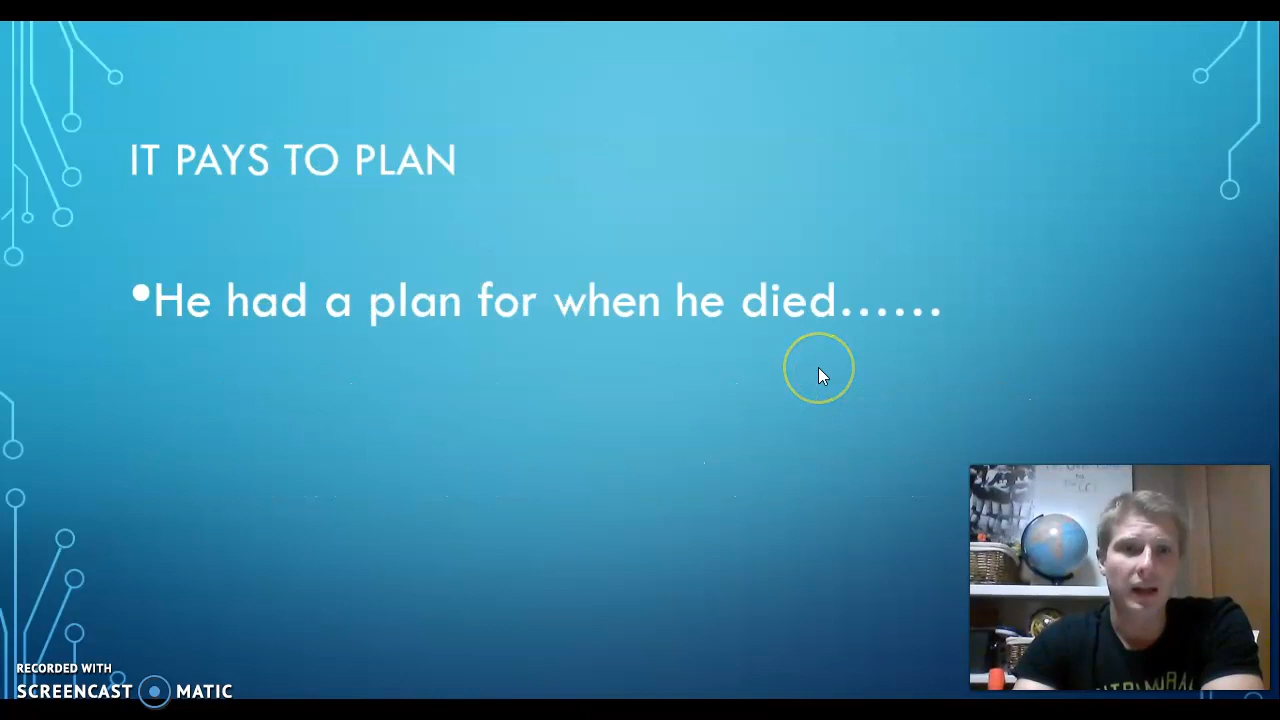 IT PAYS TO PLAN
•He had a plan for when he died......
RECORDED WITH
SCREENCAST MATIC